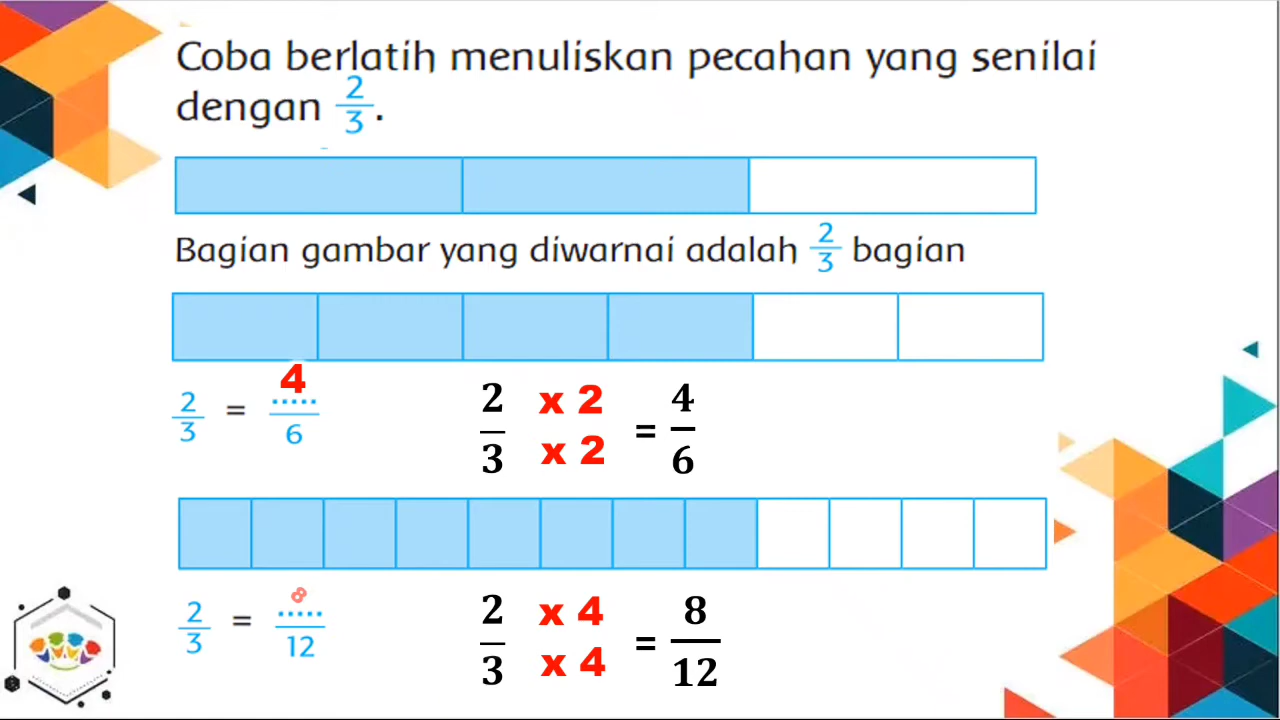 Coba berlatih menuliskan pecahan yang senilai
dengan 2/3.
Bagian gambar yang diwarnai adalah 2/3 bagian
2/3 = 4...../6
2/3 x 2 x 2 = 4/6
2/3 = 8...../12
2/3 x 4 x 4 = 8/12